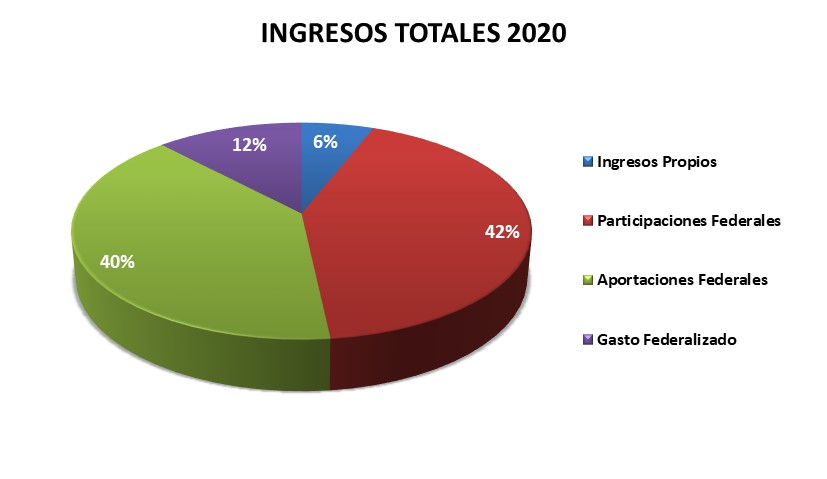 INGRESOS TOTALES 2020
12%
6%
42%
40%
Ingresos Propios
Participaciones Federales
Aportaciones Federales
Gasto Federalizado